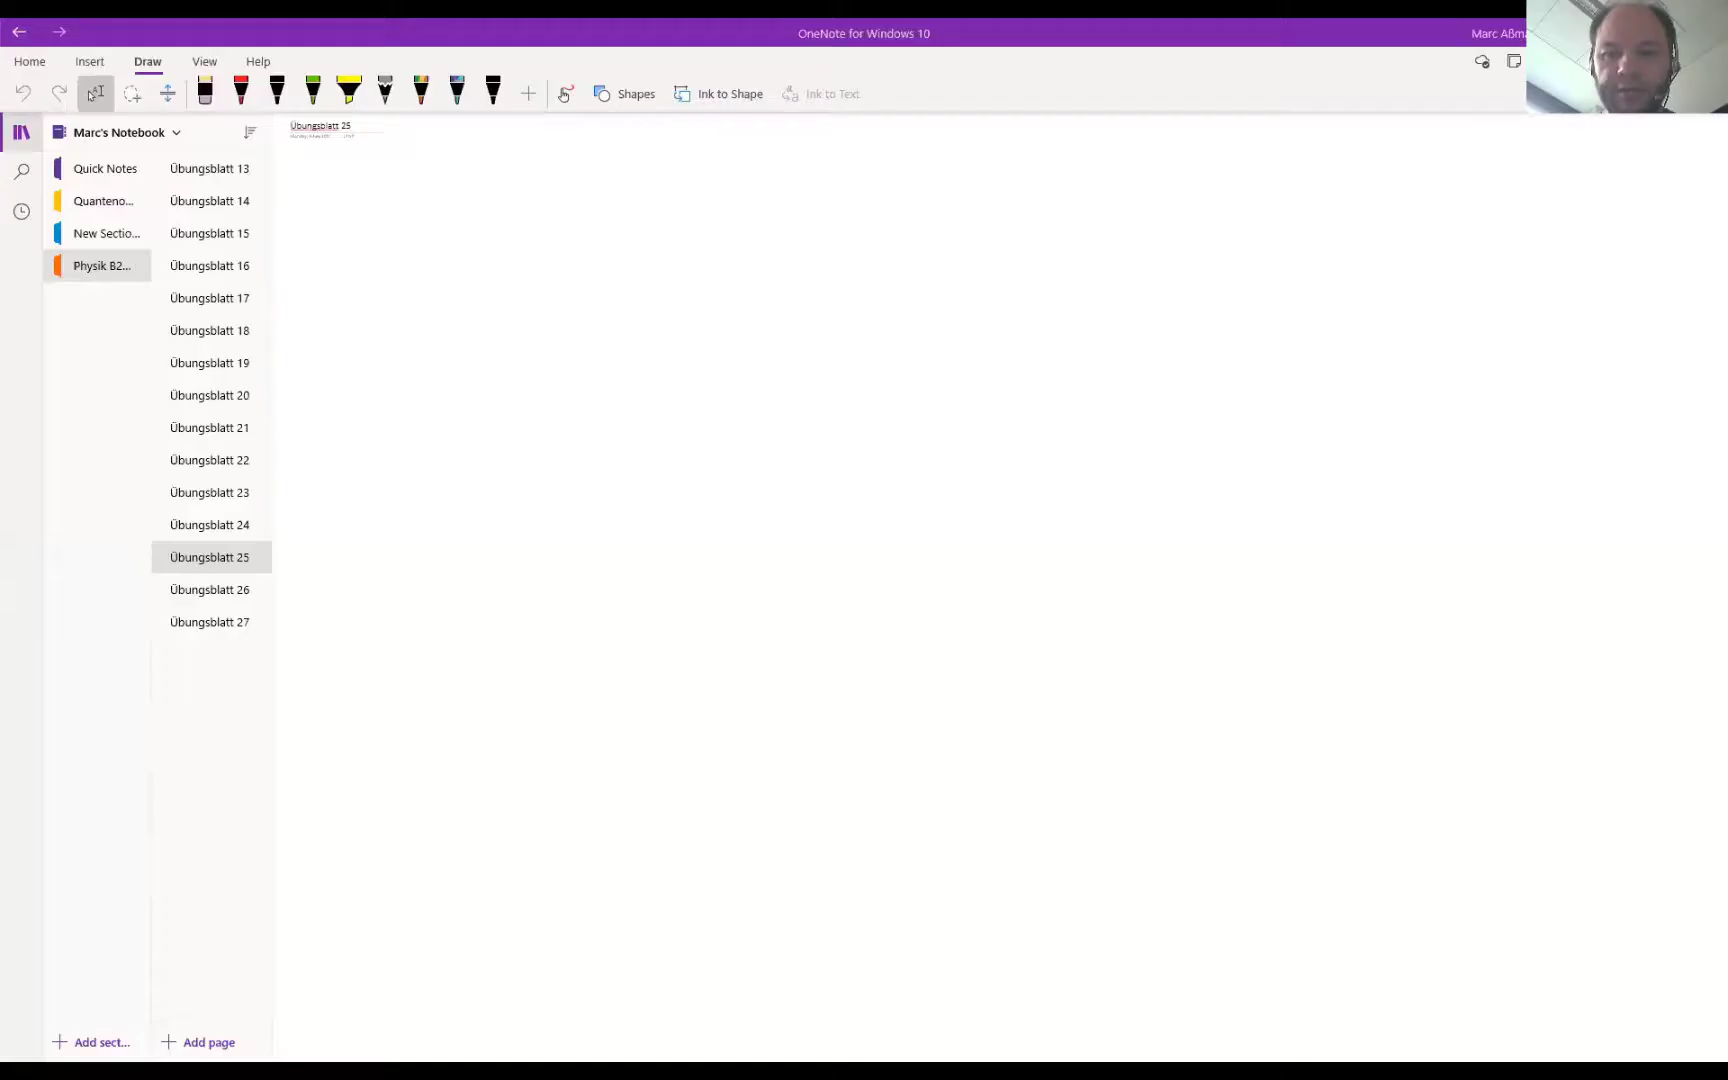 OneNote for Windows 10
Home
Insert
Draw
View
Help
Shapes
Ink to Shape
Ink to Text
Marc's Notebook
Quick Notes
Quanteno...
New Sectio...
Physik B2...
Übungsblatt 13
Übungsblatt 14
Übungsblatt 15
Übungsblatt 16
Übungsblatt 17
Übungsblatt 18
Übungsblatt 19
Übungsblatt 20
Übungsblatt 21
Übungsblatt 22
Übungsblatt 23
Übungsblatt 24
Übungsblatt 25
Übungsblatt 26
Übungsblatt 27
Add sect...
Add page
Übungsblatt 25
Marc Aßma